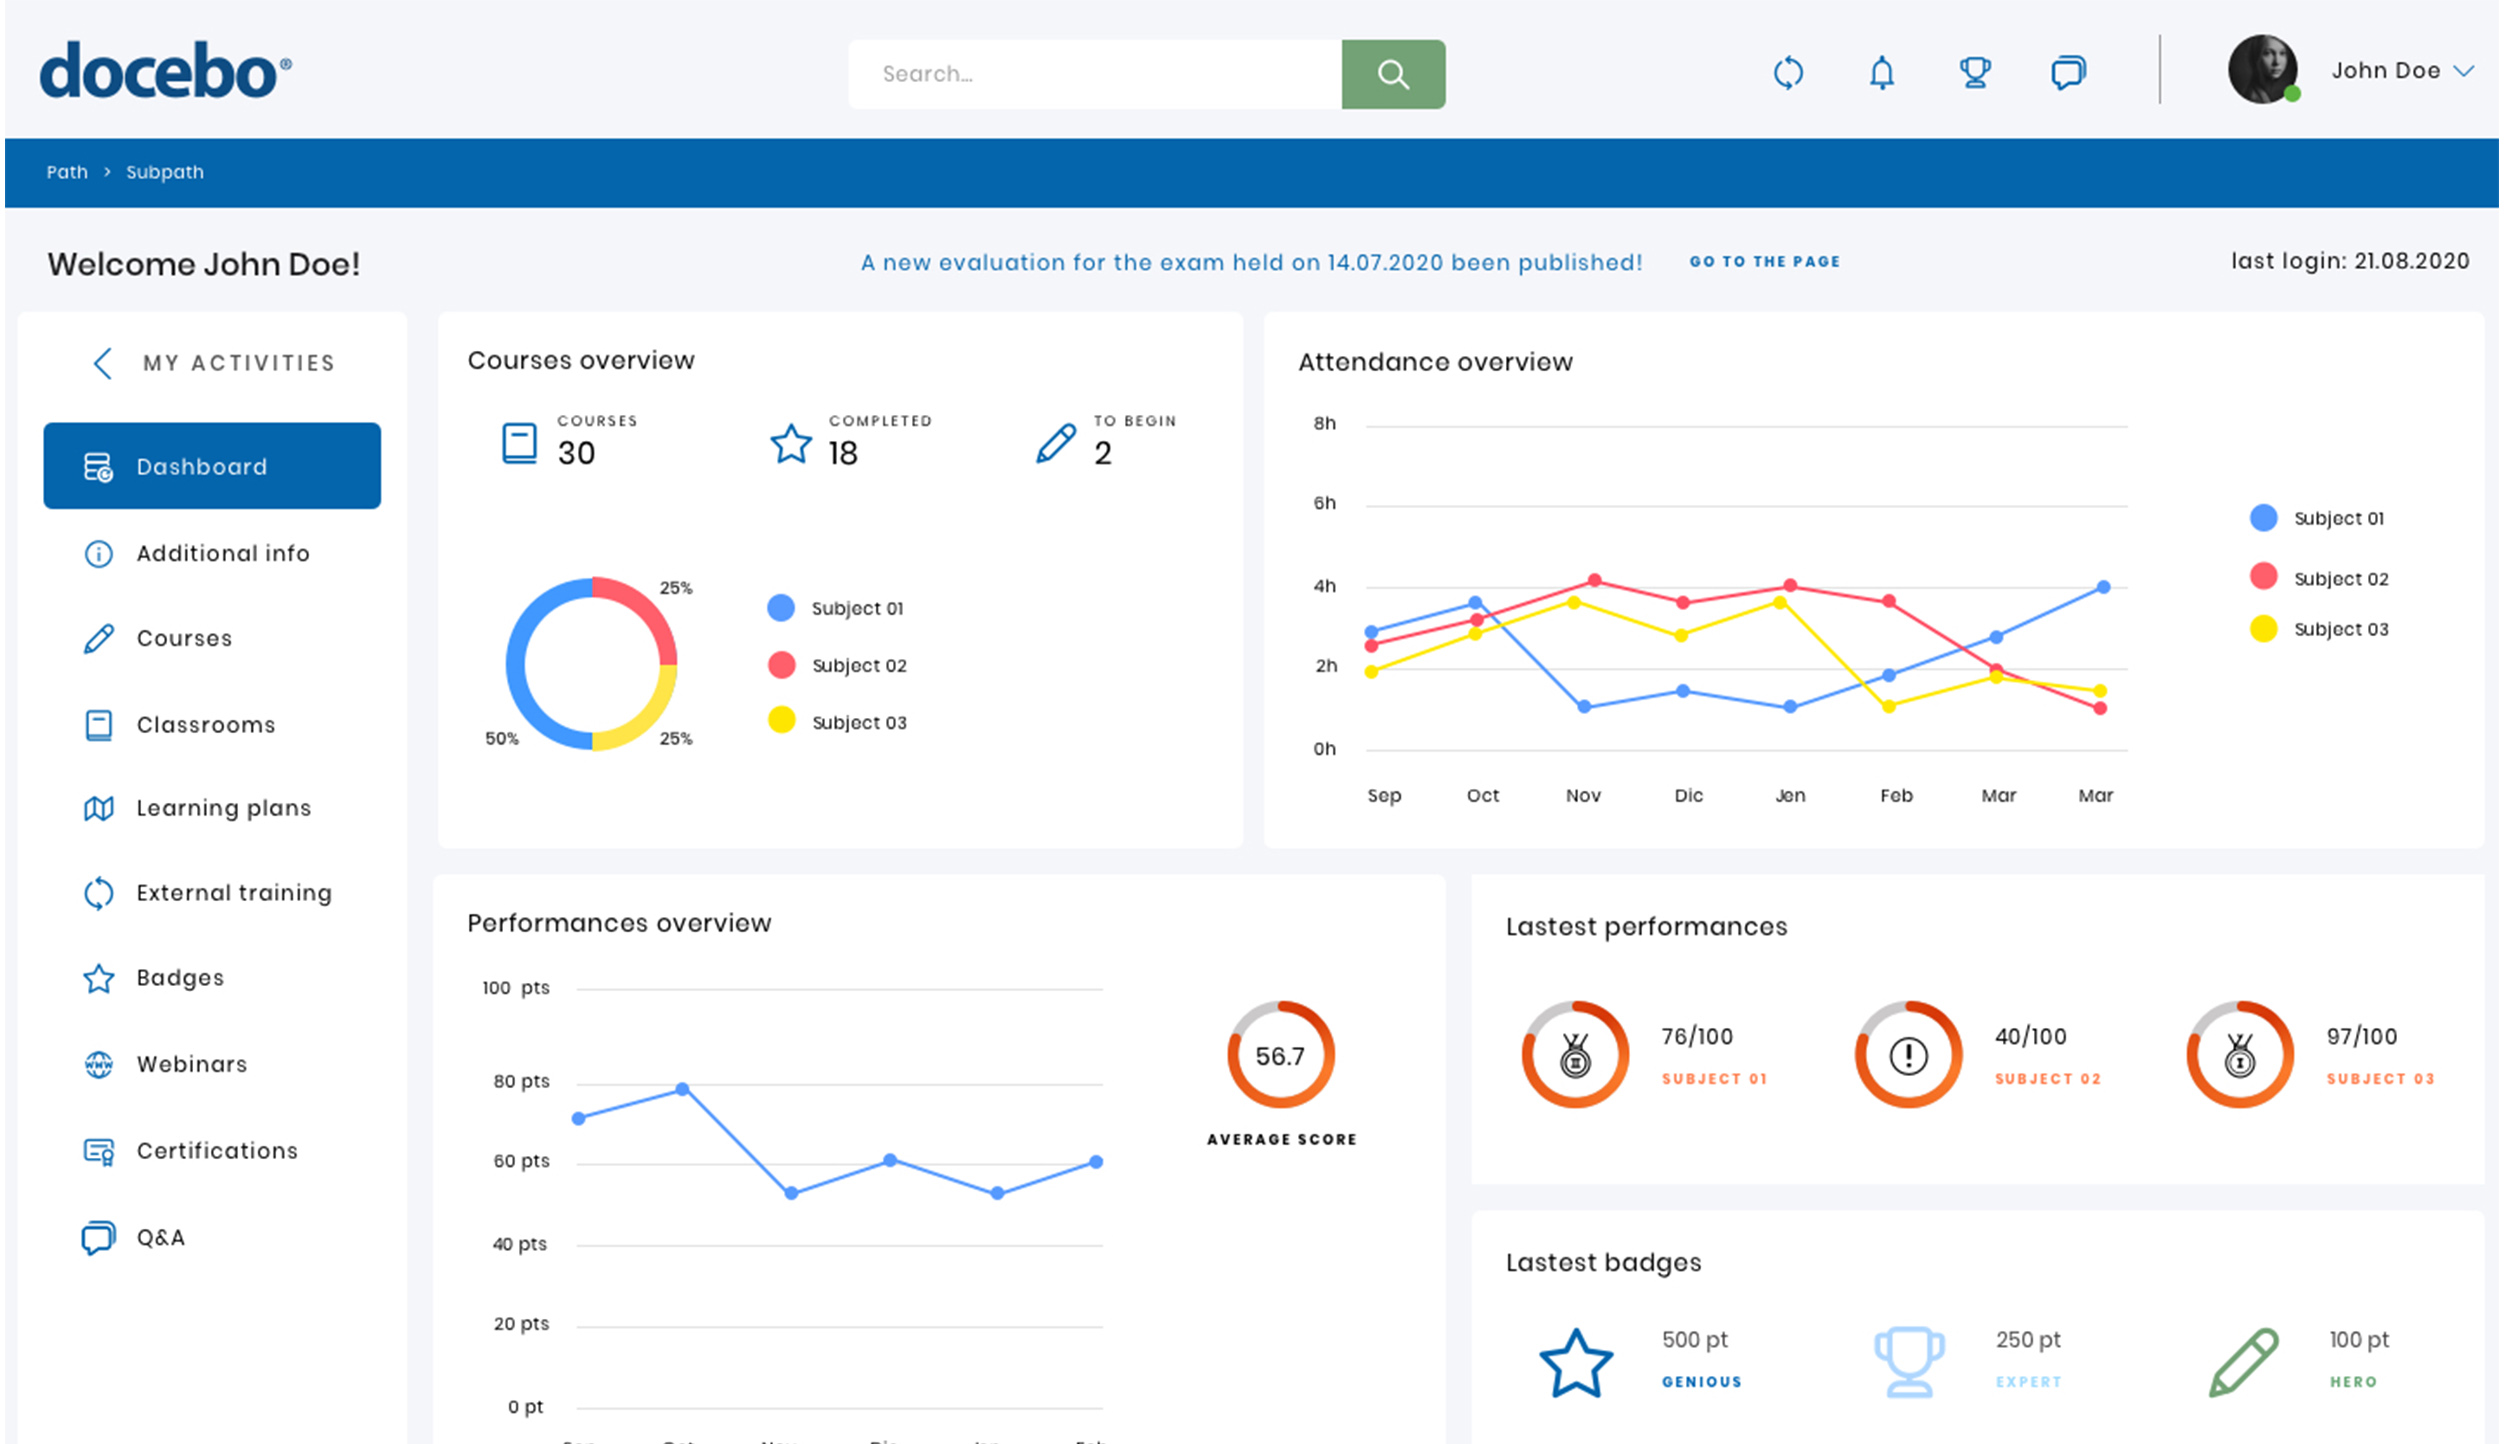 docebo®
Search...
John Doe
Path > Subpath
Welcome John Doe!
A new evaluation for the exam held on 14.07.2020 been published!
GO TO THE PAGE
last login: 21.08.2020
MY ACTIVITIES
Dashboard
Additional info
Courses
Classrooms
Learning plans
External training
Badges
Webinars
Certifications
Q&A
Courses overview
COURSES
30
COMPLETED
18
TO BEGIN
2
25%
50%
25%
Subject 01
Subject 02
Subject 03
Attendance overview
8h
6h
4h
2h
0h
Sep Oct Nov Dic Jen Feb Mar Mar
Subject 01
Subject 02
Subject 03
Performances overview
100 pts
80 pts
60 pts
40 pts
20 pts
0 pt
56.7
AVERAGE SCORE
Lastest performances
76/100
SUBJECT 01
40/100
SUBJECT 02
97/100
SUBJECT 03
Lastest badges
500 pt
GENIOUS
250 pt
EXPERT
100 pt
HERO